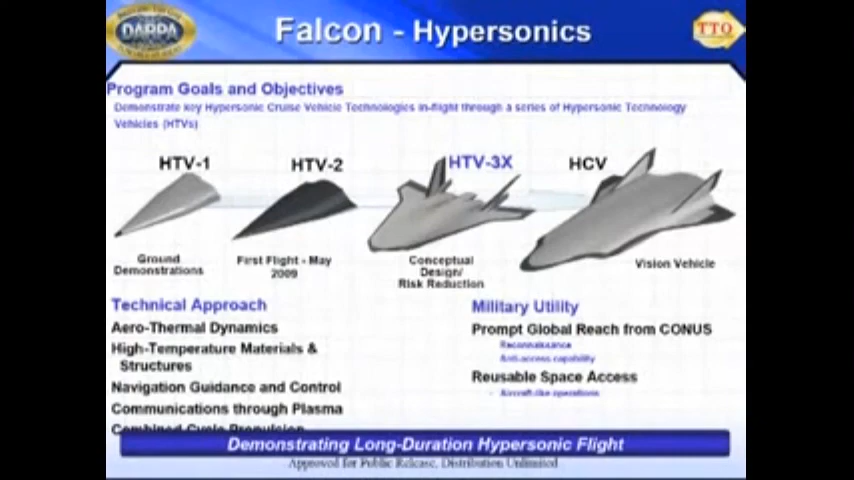 DARPA
Falcon - Hypersonics
TTO
Program Goals and Objectives
Demonstrate key Hypersonic Cruise Vehicle Technologies in-flight through a series of Hypersonic Technology
Vehicles (HTVs)
HTV-1
HTV-2
HTV-3X
HCV
Ground
Demonstrations
First Flight - May
2009
Conceptual
Design/
Risk Reduction
Vision Vehicle
Technical Approach
Aero-Thermal Dynamics
High-Temperature Materials &
Structures
Navigation Guidance and Control
Communications through Plasma
Combined Cycle Propulsion
Military Utility
Prompt Global Reach from CONUS
Reconnaissance
Anti-access capability
Reusable Space Access
- Aircraft-like operations
Demonstrating Long-Duration Hypersonic Flight
Approved for Public Release, Distribution Unlimited